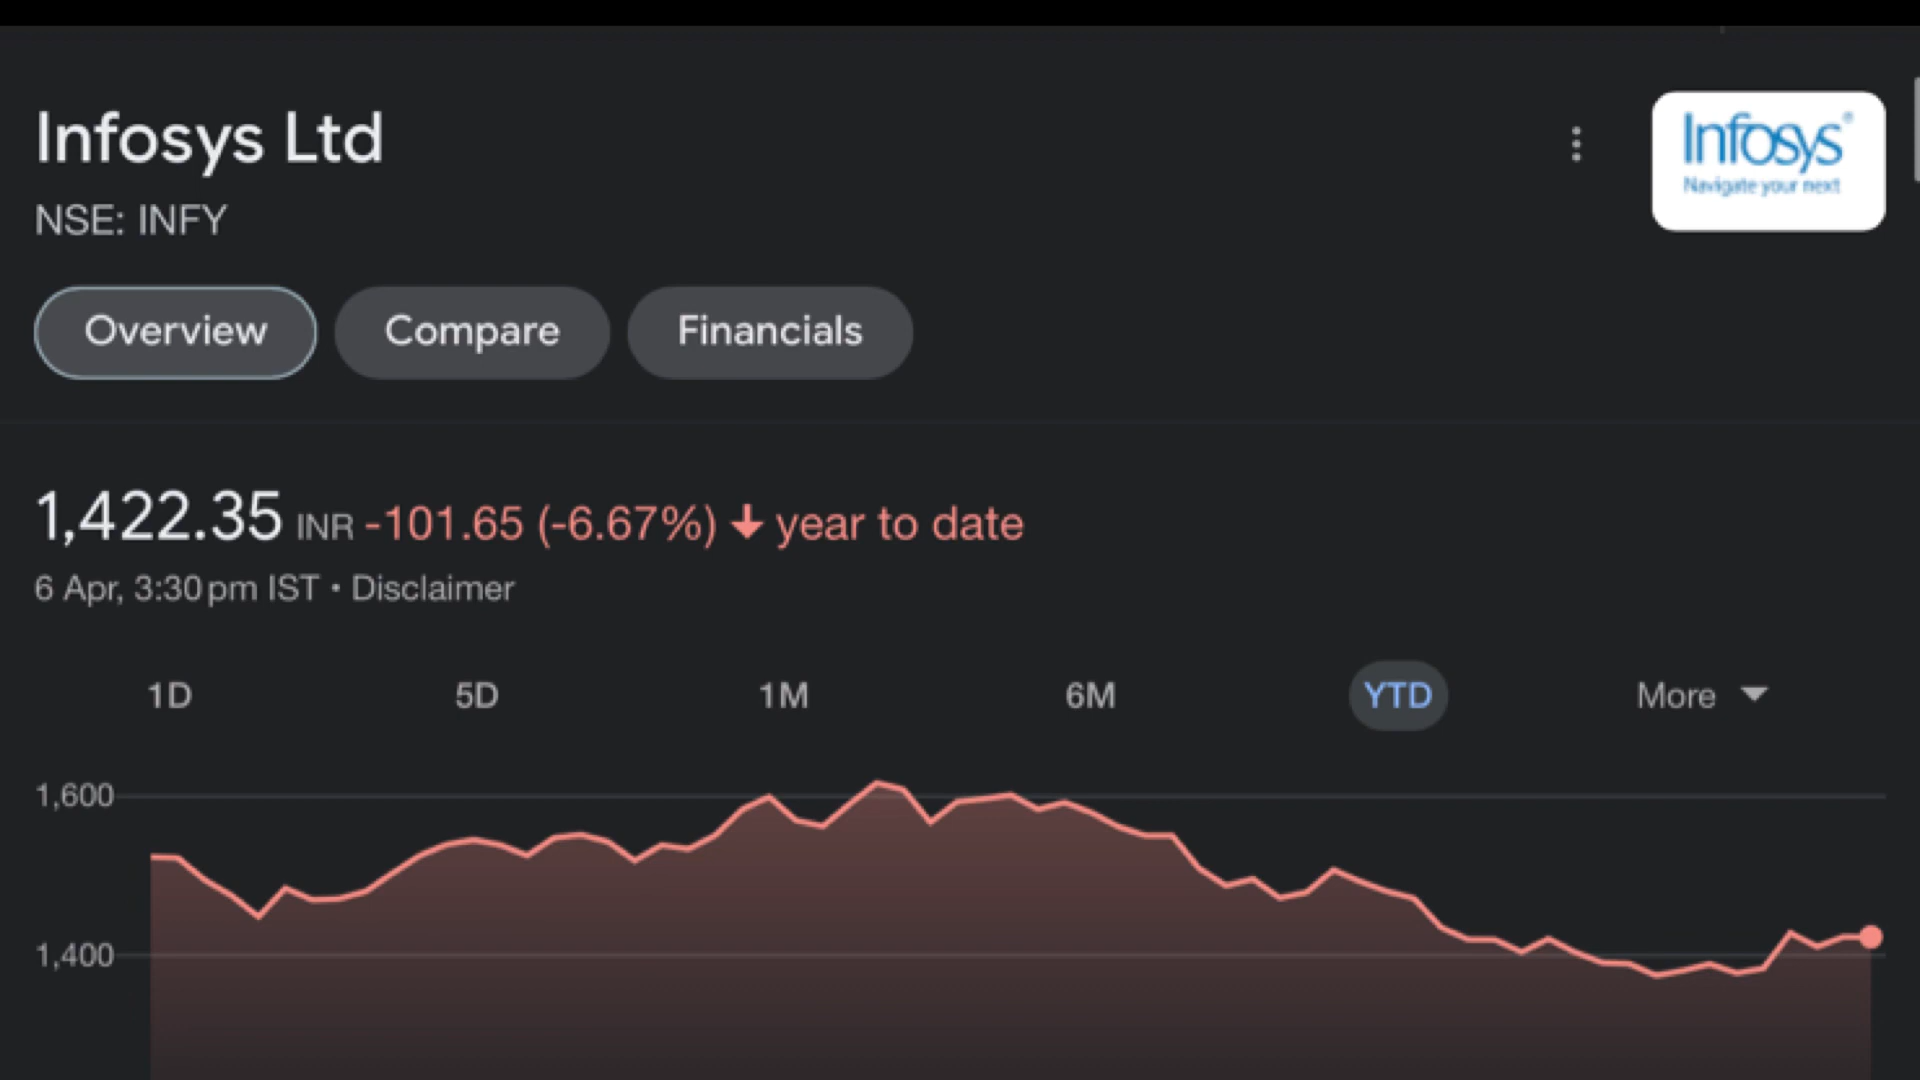 Infosys Ltd
NSE: INFY
Infosys®
Navigate your next
Overview Compare Financials
1,422.35 INR -101.65 (-6.67%) ↓ year to date
6 Apr, 3:30 pm IST • Disclaimer
1D 5D 1M 6M YTD More
1,600
1,400